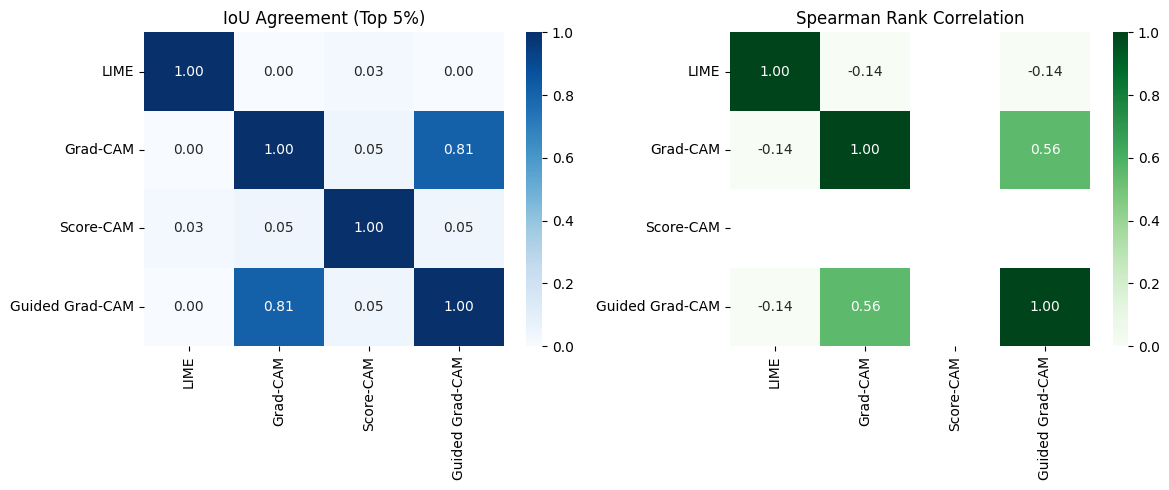 IoU Agreement (Top 5%)
LIME 1.00 0.00 0.03 0.00
Grad-CAM 0.00 1.00 0.05 0.81
Score-CAM 0.03 0.05 1.00 0.05
Guided Grad-CAM 0.00 0.81 0.05 1.00
LIME Grad-CAM Score-CAM Guided Grad-CAM
1.0
0.8
0.6
0.4
0.2
0.0
Spearman Rank Correlation
LIME 1.00 -0.14 -0.14
Grad-CAM -0.14 1.00 0.56
Score-CAM
Guided Grad-CAM -0.14 0.56 1.00
LIME Grad-CAM Score-CAM Guided Grad-CAM
1.0
0.8
0.6
0.4
0.2
0.0